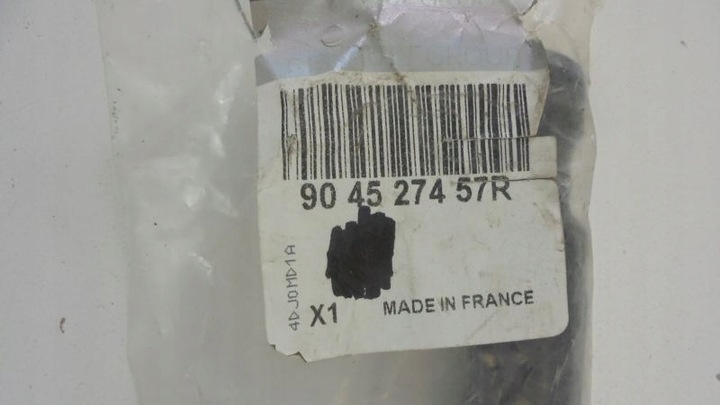 90 45 274 57R
4DJ0MD1A
X1
MADE IN FRANCE